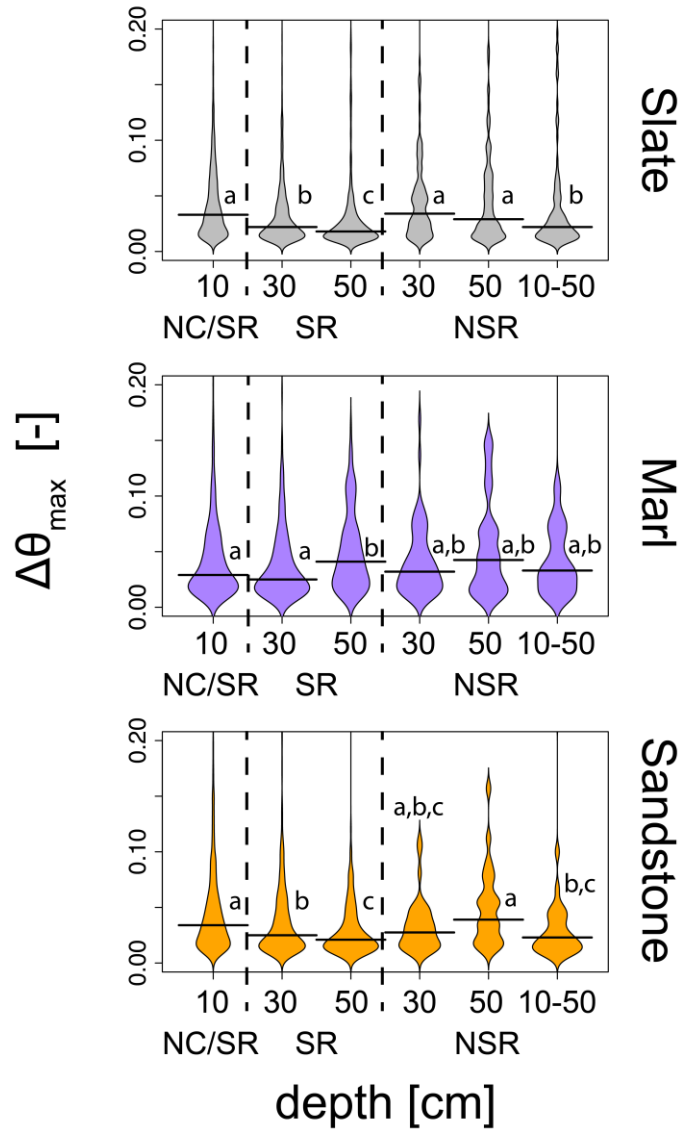 Slate
0.20
0.10
0.00
a b c a a b
10 30 50 30 50 10-50
NC/SR SR NSR
Marl
0.20
0.10
0.00
a a b a,b a,b a,b
10 30 50 30 50 10-50
NC/SR SR NSR
Sandstone
0.20
0.10
0.00
a b c a,b,c a b,c
10 30 50 30 50 10-50
NC/SR SR NSR
Δθmax [-]
depth [cm]